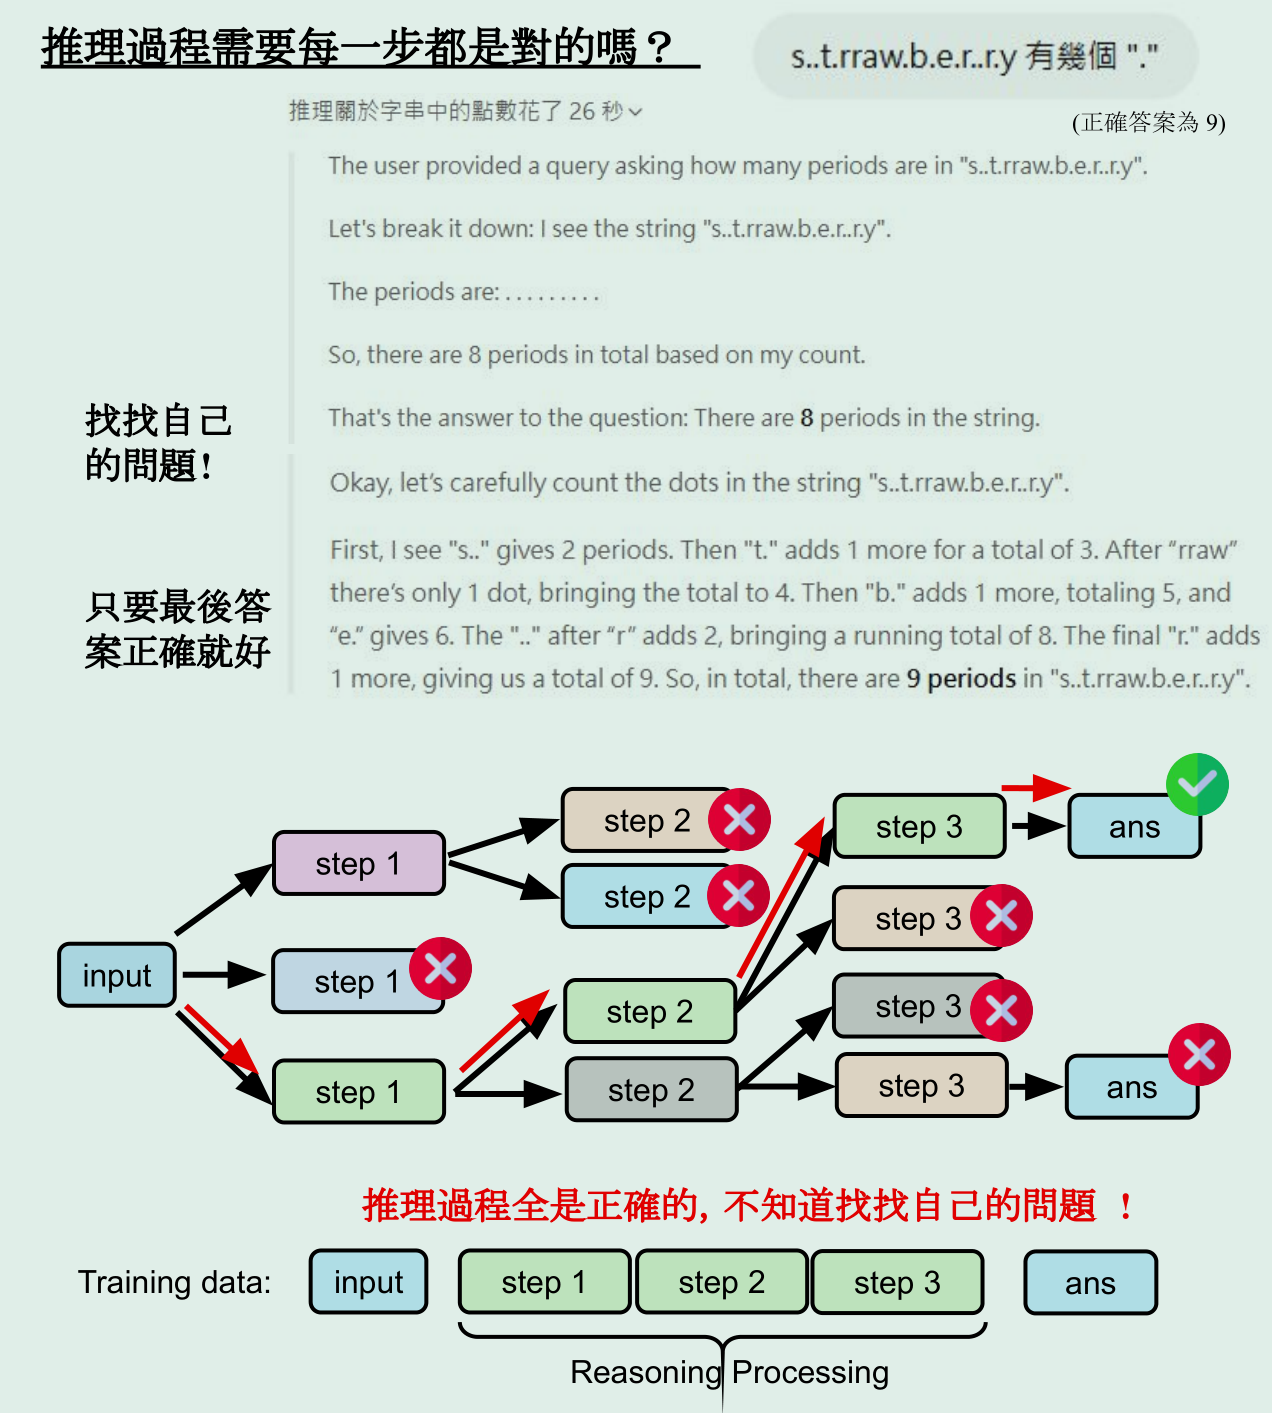 推理過程需要每一步都是對的嗎？
s..t.rraw.b.e.r..r.y 有幾個 "."
推理關於字串中的點數花了 26 秒
(正確答案為 9)
The user provided a query asking how many periods are in "s..t.rraw.b.e.r..r.y".
Let's break it down: I see the string "s..t.rraw.b.e.r..r.y".
The periods are: . . . . . . . . .
So, there are 8 periods in total based on my count.
That's the answer to the question: There are 8 periods in the string.
找找自己
的問題！
Okay, let’s carefully count the dots in the string "s..t.rraw.b.e.r..r.y".
First, I see "s.." gives 2 periods. Then "t." adds 1 more for a total of 3. After “rraw”
there’s only 1 dot, bringing the total to 4. Then "b." adds 1 more, totaling 5, and
“e.” gives 6. The ".." after “r” adds 2, bringing a running total of 8. The final "r." adds
1 more, giving us a total of 9. So, in total, there are 9 periods in "s..t.rraw.b.e.r..r.y".
只要最後答
案正確就好
step 2
step 3
ans
step 1
step 2
step 3
input
step 1
step 2
step 3
step 1
step 2
step 3
ans
推理過程全是正確的, 不知道找找自己的問題 ！
Training data:
input
step 1
step 2
step 3
ans
Reasoning Processing